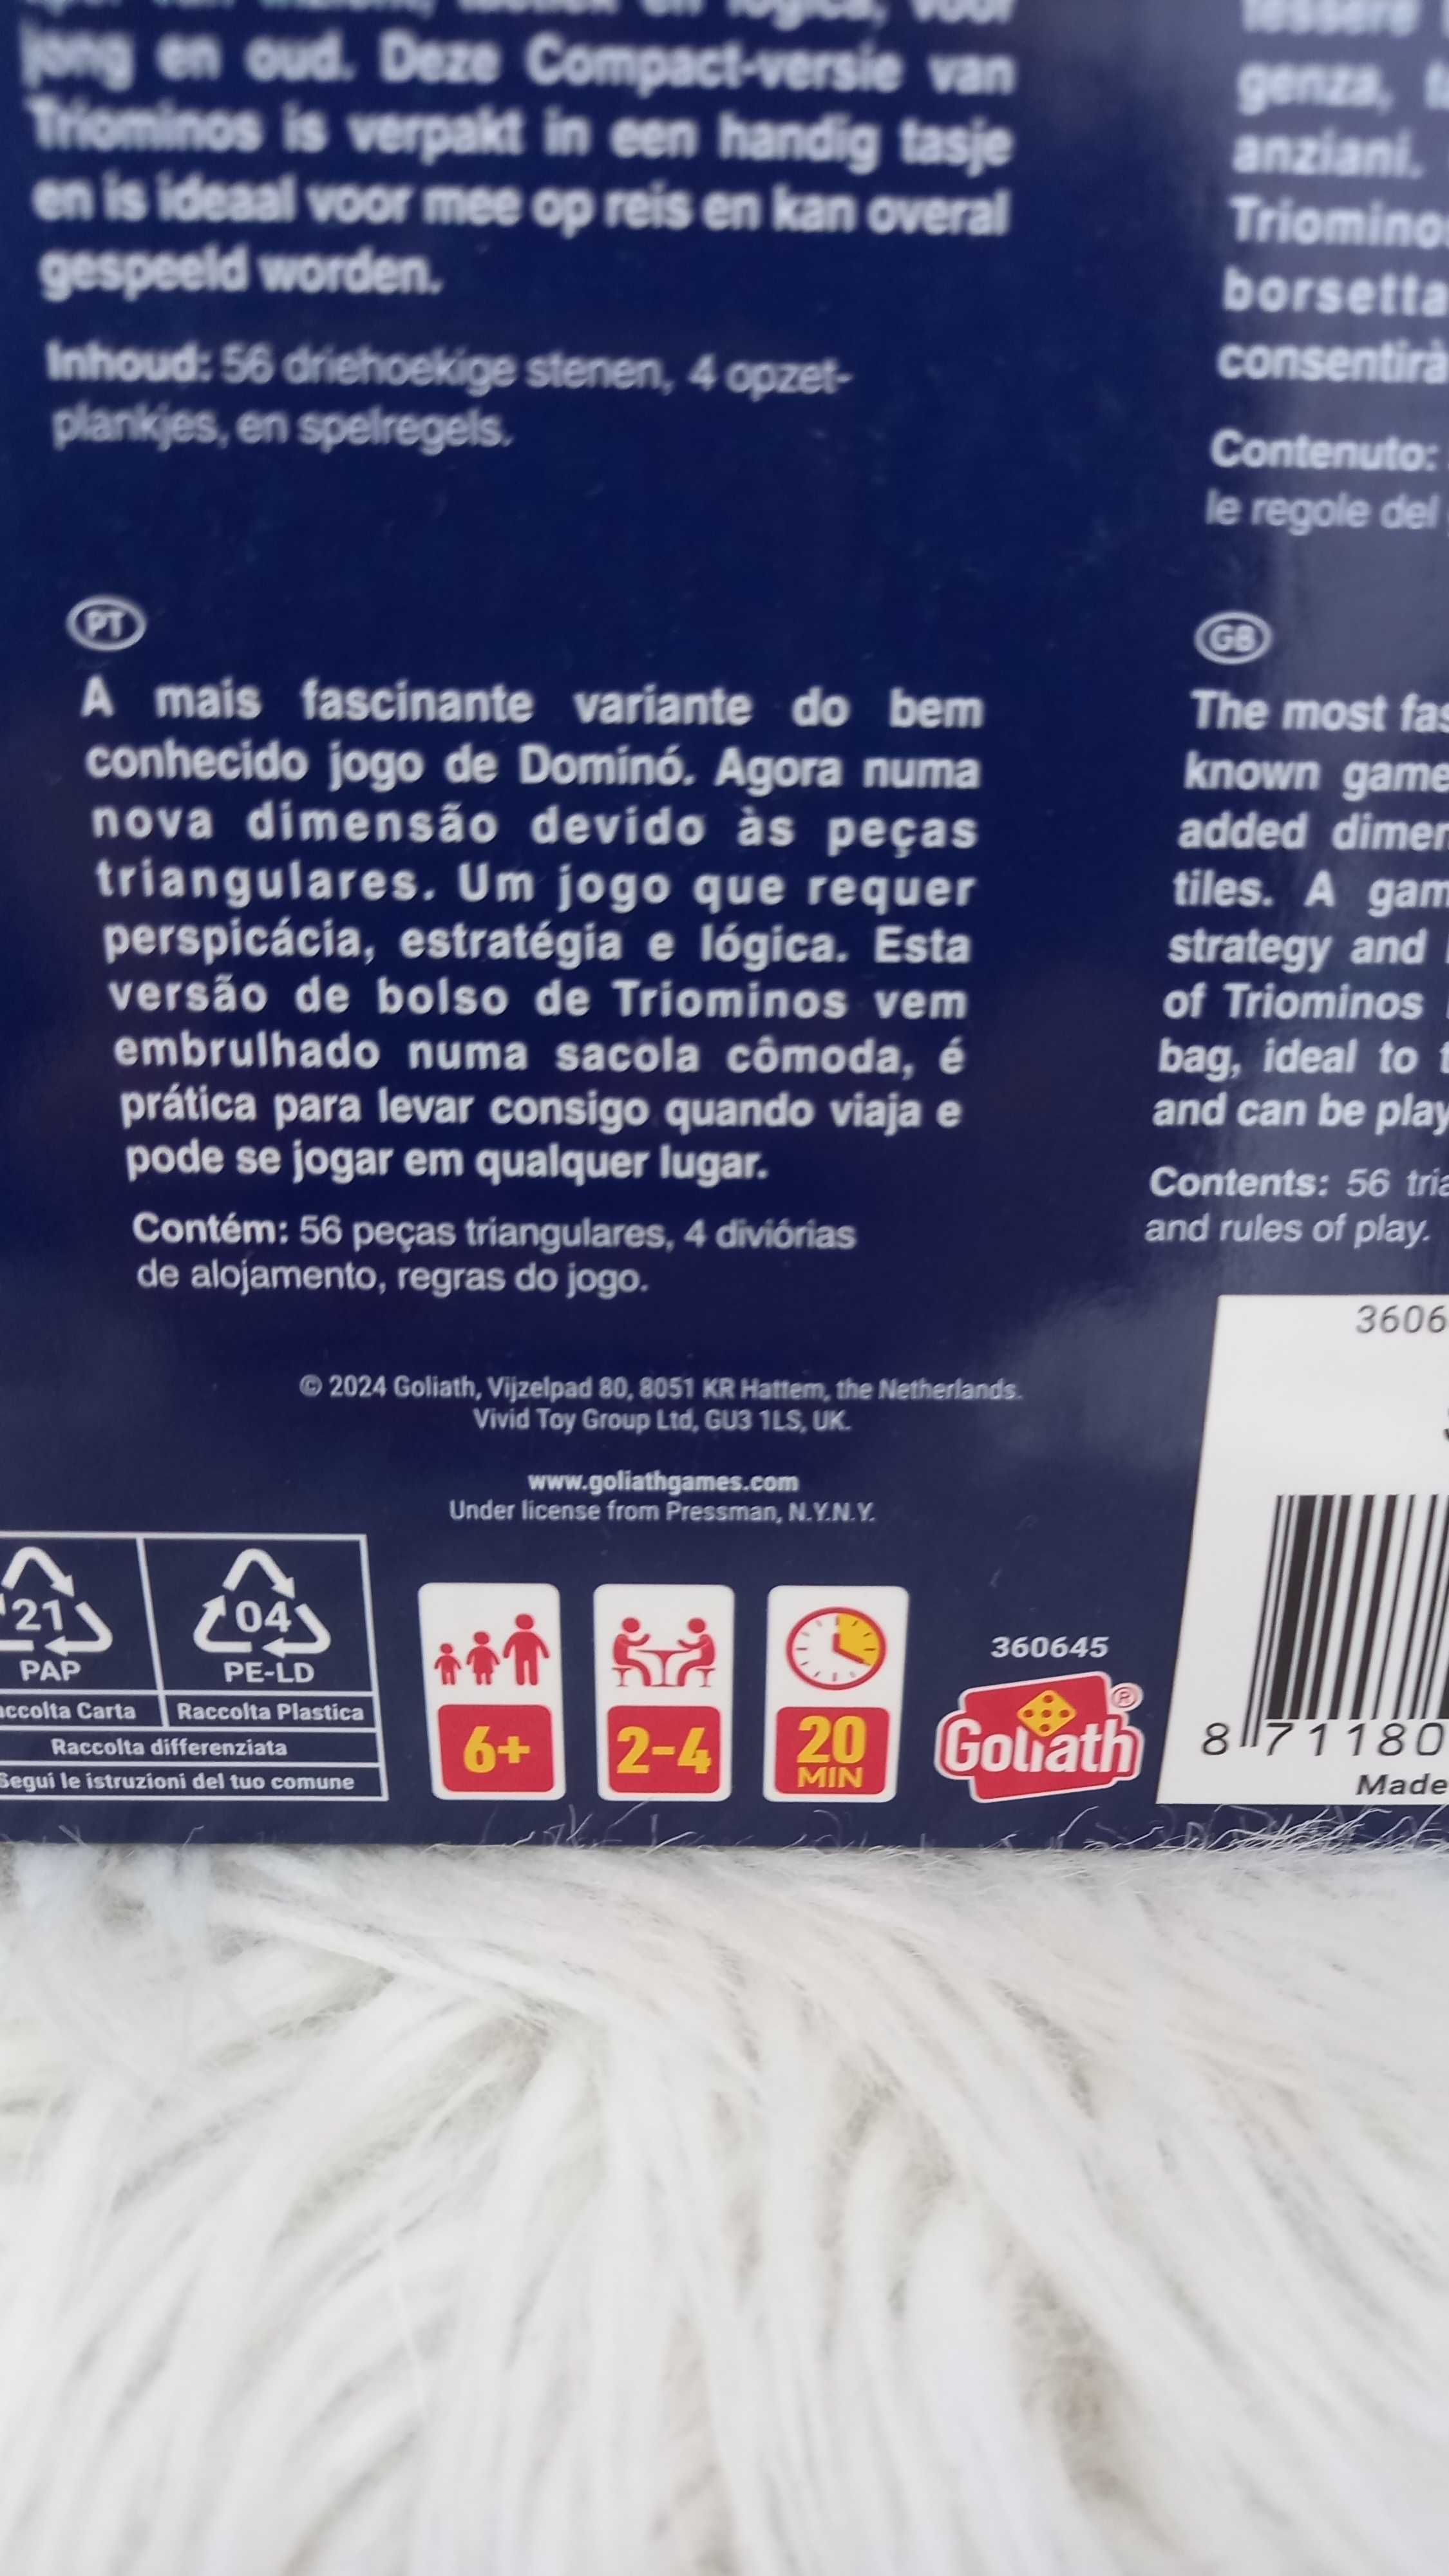 jong en oud. Deze Compact-versie van
Triominos is verpakt in een handig tasje
en is ideaal voor mee op reis en kan overal
gespeeld worden.
Inhoud: 56 driehoekige stenen, 4 opzet-
plankjes, en spelregels.
PT
A mais fascinante variante do bem
conhecido jogo de Dominó. Agora numa
nova dimensão devido às peças
triangulares. Um jogo que requer
perspicácia, estratégia e lógica. Esta
versão de bolso de Triominos vem
embrulhado numa sacola cômoda, é
prática para levar consigo quando viaja e
pode se jogar em qualquer lugar.
Contém: 56 peças triangulares, 4 diviórias
de alojamento, regras do jogo.
genza,
anziani.
Triomino
borsetta
consentirà
Contenuto:
le regole del
GB
The most fas
known game
added dimen
tiles. A gam
strategy and
of Triominos
bag, ideal to t
and can be play
Contents: 56 tria
and rules of play.
© 2024 Goliath, Vijzelpad 80, 8051 KR Hattem, the Netherlands.
Vivid Toy Group Ltd, GU3 1LS, UK.
www.goliathgames.com
Under license from Pressman, N.Y.N.Y.
21
PAP
04
PE-LD
accolta Carta
Raccolta Plastica
Raccolta differenziata
Segui le istruzioni del tuo comune
6+
2-4
20
MIN
360645
Goliath ®
3606
8 71180
Made